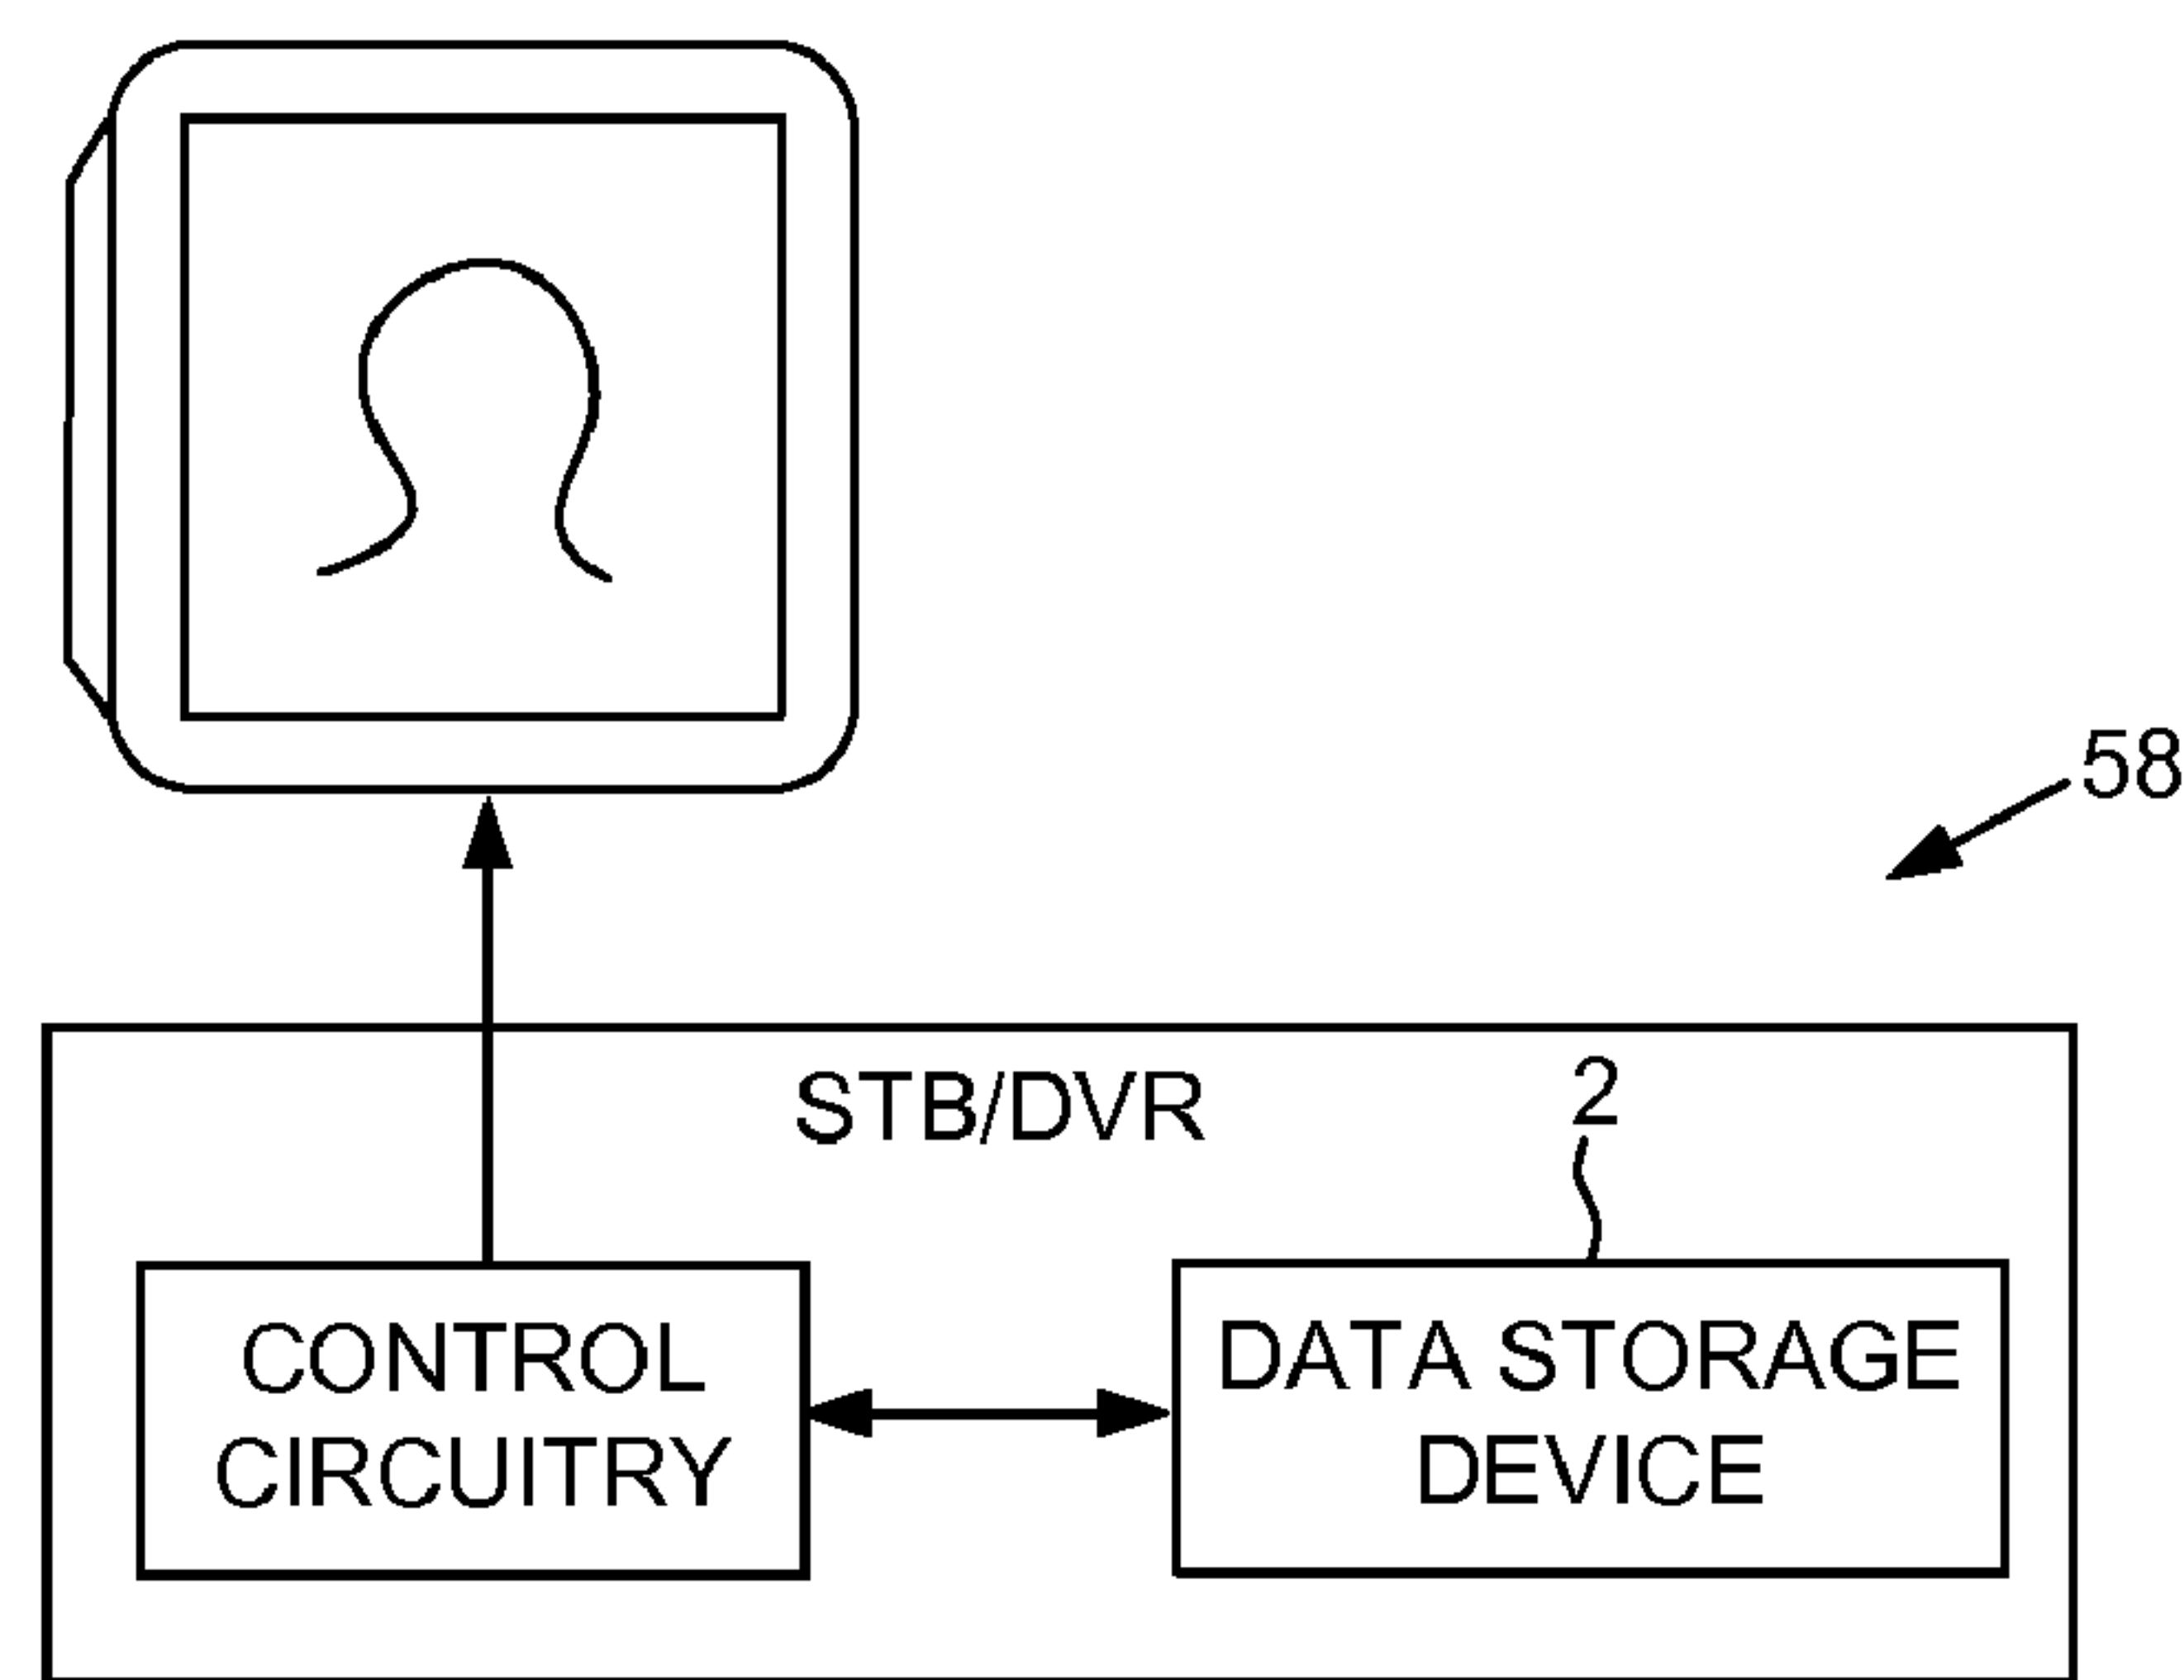 58
STB/DVR
2
CONTROL
CIRCUITRY
DATA STORAGE
DEVICE